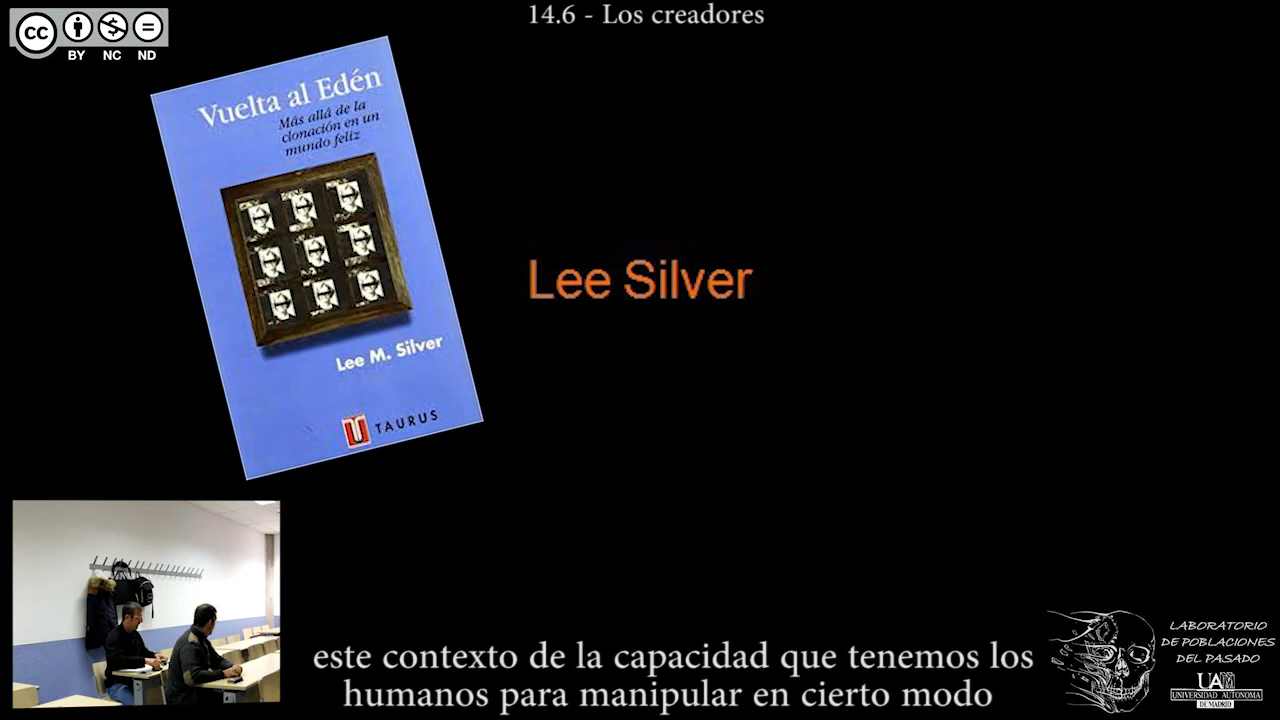 14.6 - Los creadores
cc
BY NC ND
Vuelta al Edén
Más allá de la
clonación en un
mundo feliz
Lee M. Silver
TAURUS
Lee Silver
este contexto de la capacidad que tenemos los
humanos para manipular en cierto modo
LABORATORIO
DE POBLACIONES
DEL PASADO
UAM
UNIVERSIDAD AUTONOMA
DE MADRID